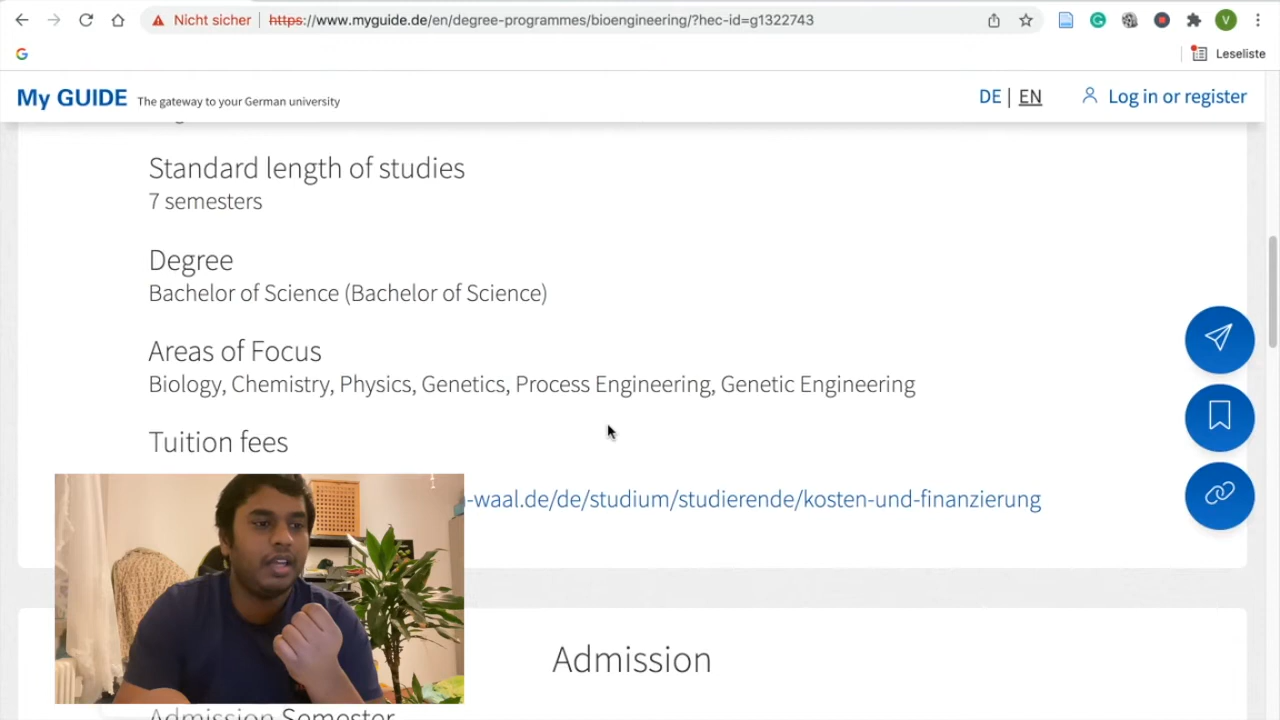 Nicht sicher https://www.myguide.de/en/degree-programmes/bioengineering/?hec-id=g1322743
V
G
Leseliste
My GUIDE The gateway to your German university
DE | EN
Log in or register
Standard length of studies
7 semesters
Degree
Bachelor of Science (Bachelor of Science)
Areas of Focus
Biology, Chemistry, Physics, Genetics, Process Engineering, Genetic Engineering
Tuition fees
-waal.de/de/studium/studierende/kosten-und-finanzierung
Admission
Admission Semester